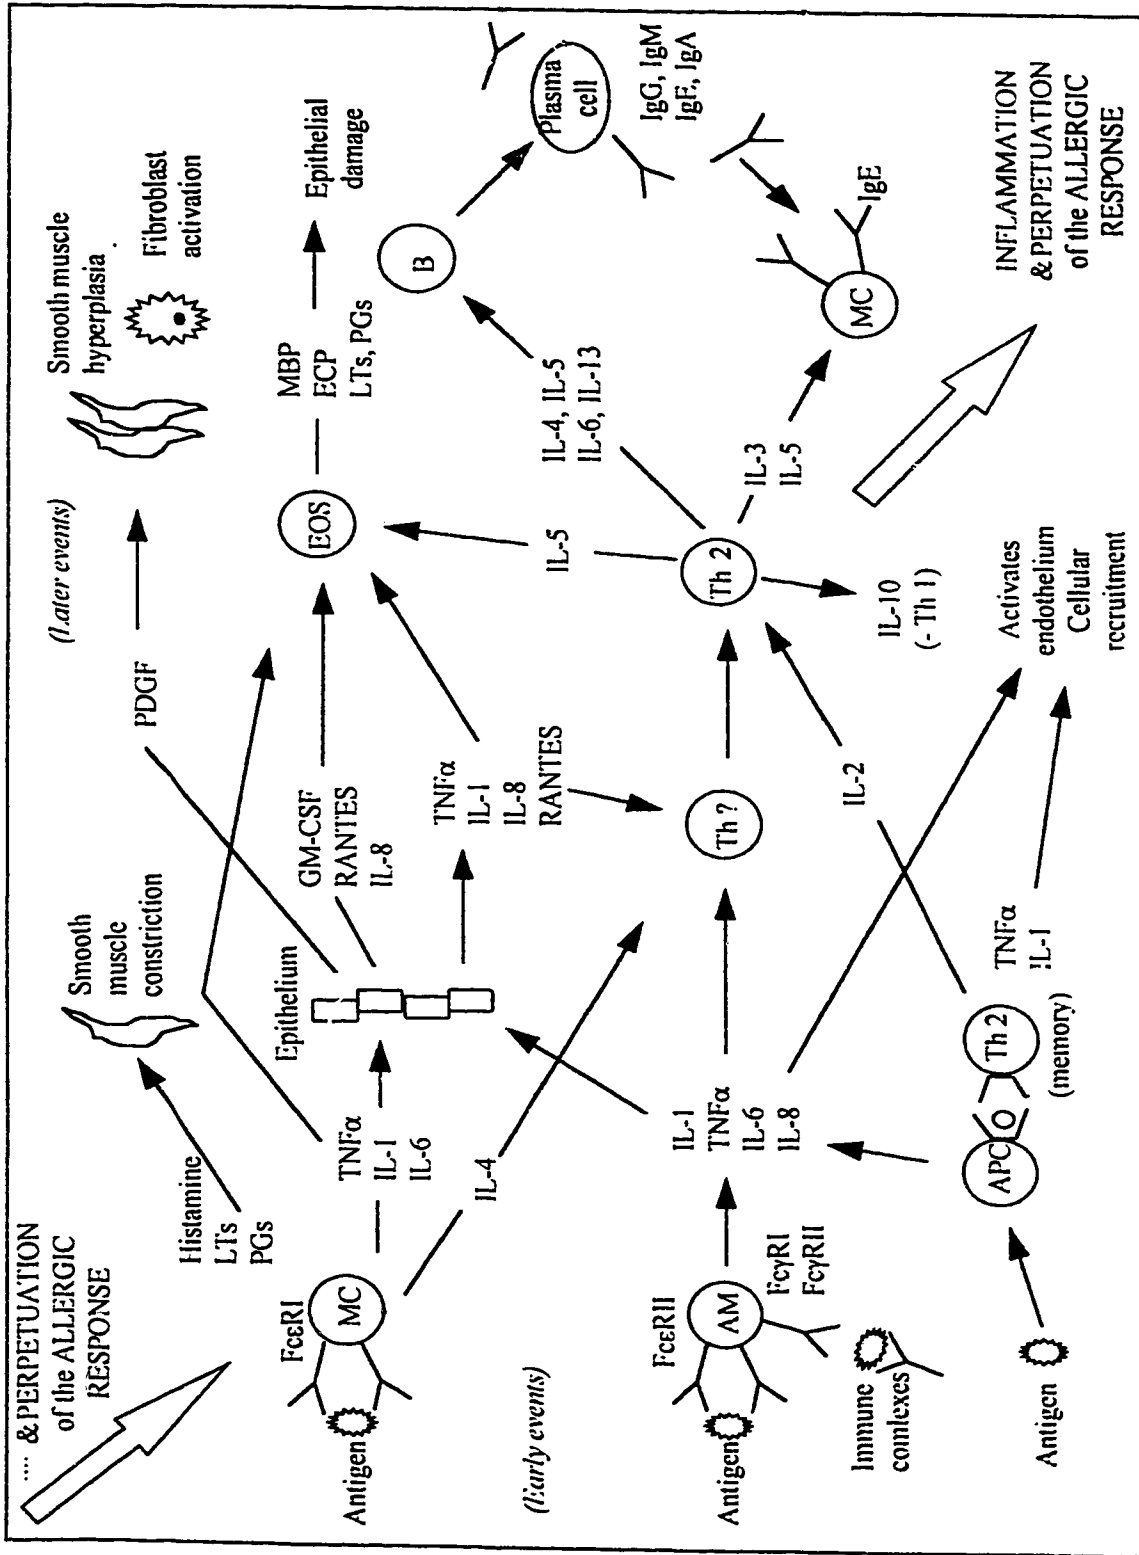 .... & PERPETUATION
of the ALLERGIC
RESPONSE
Histamine
LTs
PGs
Smooth
muscle
constriction
PDGF
(Later events)
Smooth muscle
hyperplasia
Fibroblast
activation
FcεRI
MC
Antigen
TNFα
IL-1
IL-6
IL-4
Epithelium
GM-CSF
RANTES
IL-8
TNFα
IL-1
IL-8
RANTES
EOS
MBP
ECP
LTs, PGs
Epithelial
damage
B
Plasma
cell
IgG, IgM
IgE, IgA
(Early events)
FcεRII
AM
Antigen
FcγRI
FcγRII
Immune
comlexes
IL-1
TNFα
IL-6
IL-8
Th ?
Th 2
IL-5
IL-4, IL-5
IL-6, IL-13
IL-3
IL-5
MC
IgE
IL-10
(- Th 1)
IL-2
Antigen
APC
Th 2
(memory)
TNFα
IL-1
Activates
endothelium
Cellular
recruitment
INFLAMMATION
& PERPETUATION
of the ALLERGIC
RESPONSE